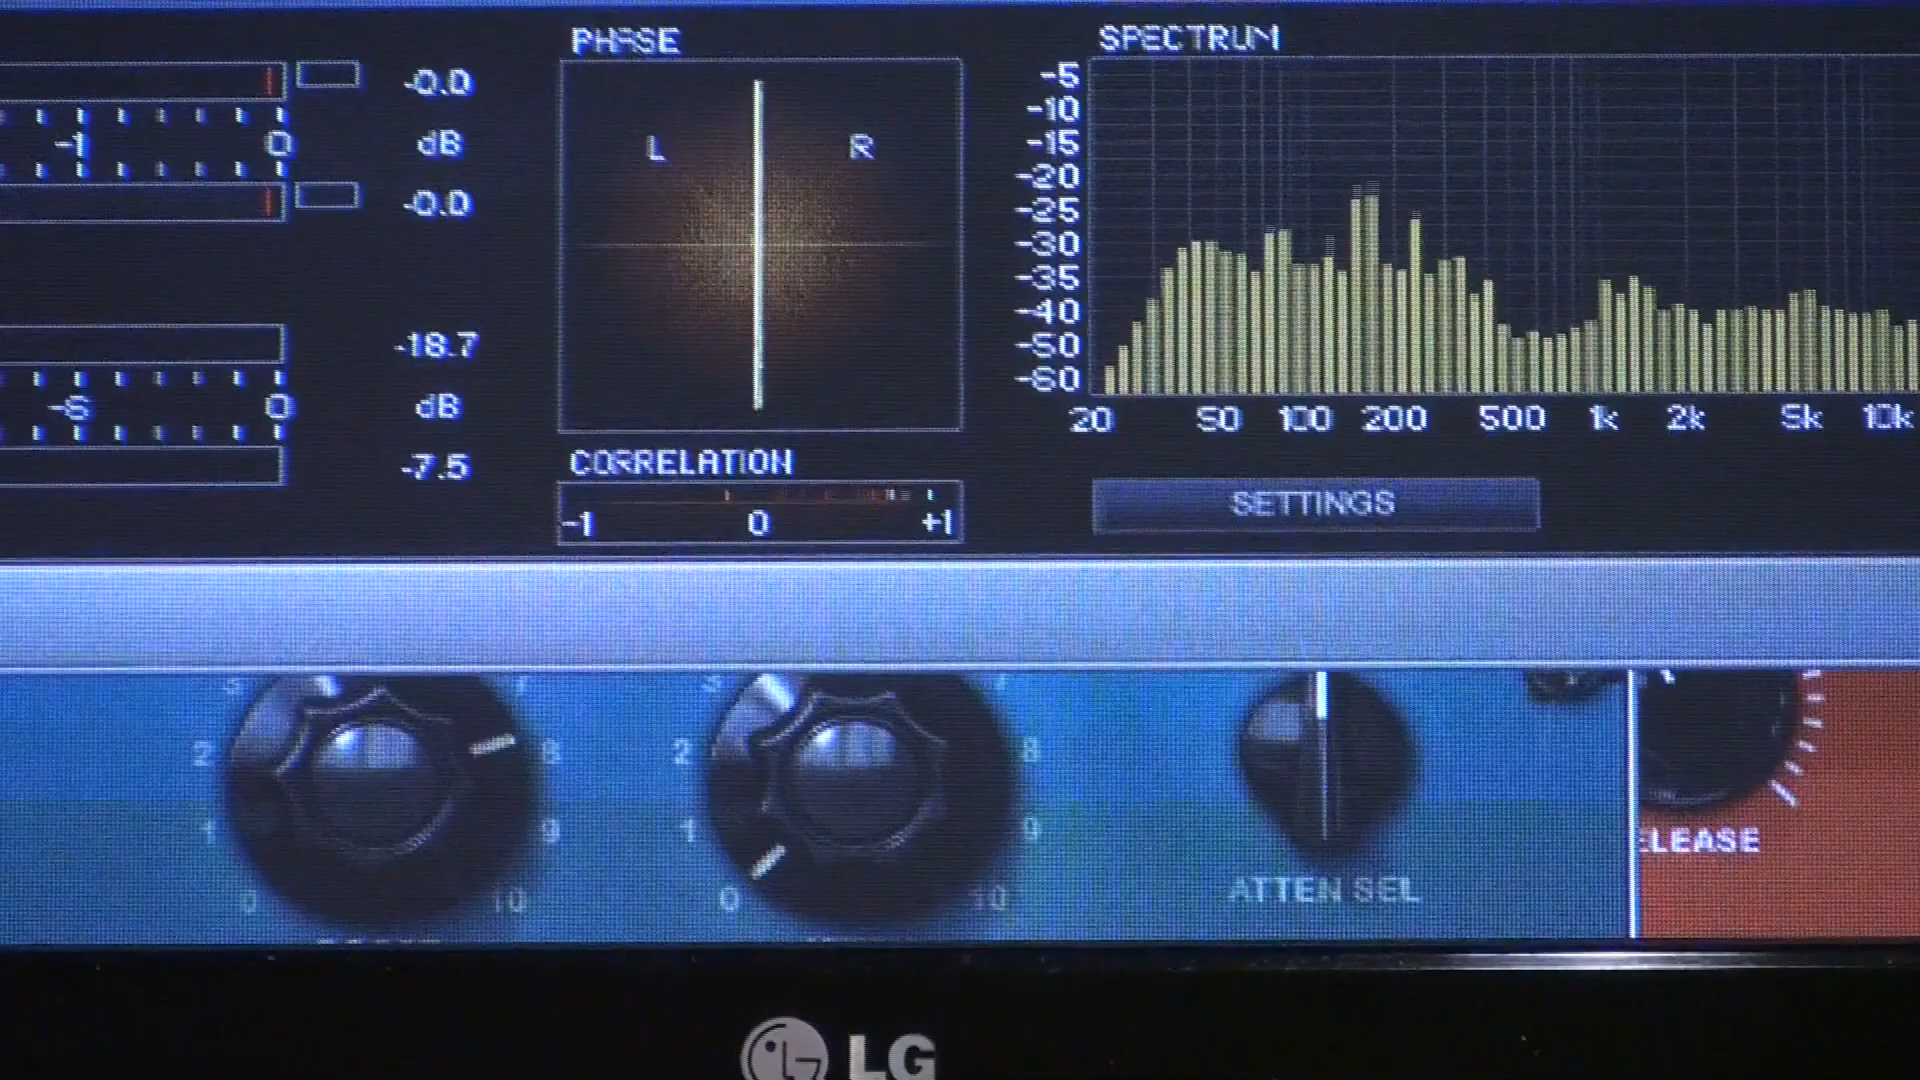 PHASE
SPECTRUM
-0.0
-1 0 dB
-0.0
L R
-5
-10
-15
-20
-25
-30
-35
-40
-50
-60
20 50 100 200 500 1k 2k 5k 10k
-18.7
-6 0 dB
-7.5
CORRELATION
-1 0 +1
SETTINGS
2 8
1 9
0 10
2 8
1 9
0 10
ATTEN SEL
ELEASE
LG